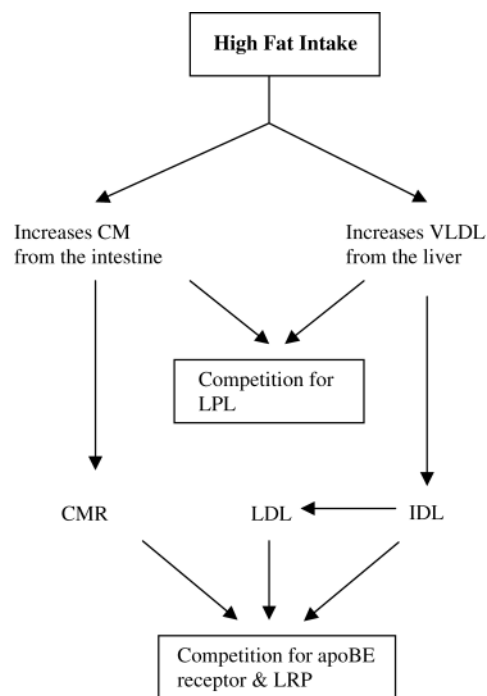 High Fat Intake
Increases CM
from the intestine
Increases VLDL
from the liver
Competition for
LPL
CMR
LDL
IDL
Competition for apoBE
receptor & LRP